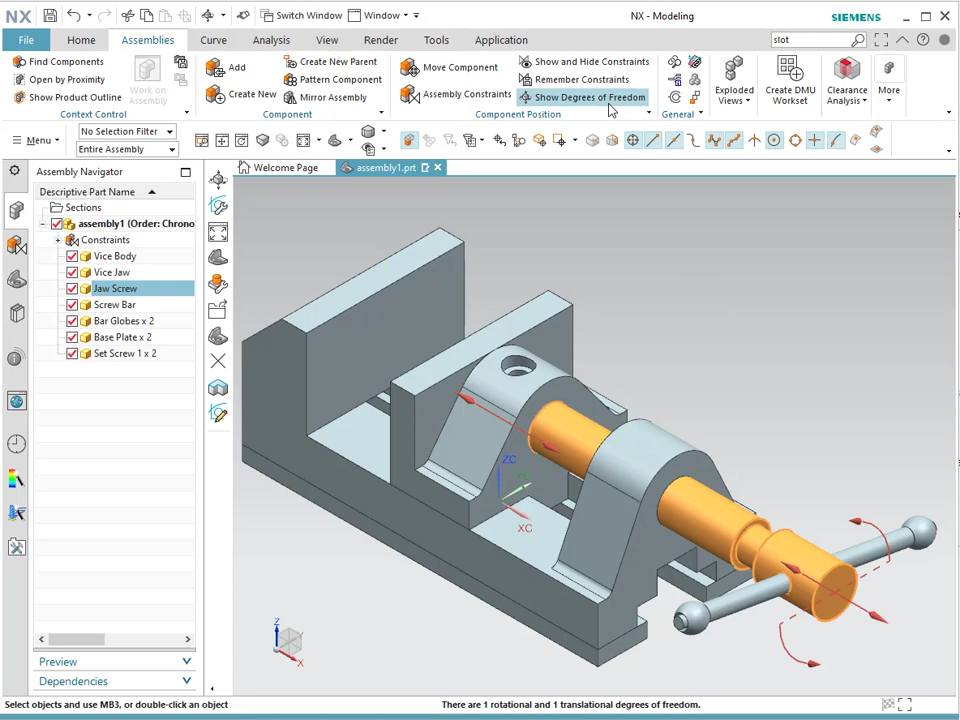 NX
Switch Window
Window
NX - Modeling
SIEMENS
File
Home
Assemblies
Curve
Analysis
View
Render
Tools
Application
slot
Find Components
Open by Proximity
Show Product Outline
Work on Assembly
Context Control
Add
Create New
Create New Parent
Pattern Component
Mirror Assembly
Component
Move Component
Assembly Constraints
Show and Hide Constraints
Remember Constraints
Show Degrees of Freedom
Component Position
General
Exploded Views
Create DMU Workset
Clearance Analysis
More
Menu
No Selection Filter
Entire Assembly
Welcome Page
assembly1.prt
Assembly Navigator
Descriptive Part Name
Sections
assembly1 (Order: Chrono
Constraints
Vice Body
Vice Jaw
Jaw Screw
Screw Bar
Bar Globes x 2
Base Plate x 2
Set Screw 1 x 2
ZC
XC
Z
X
Preview
Dependencies
Select objects and use MB3, or double-click an object
There are 1 rotational and 1 translational degrees of freedom.